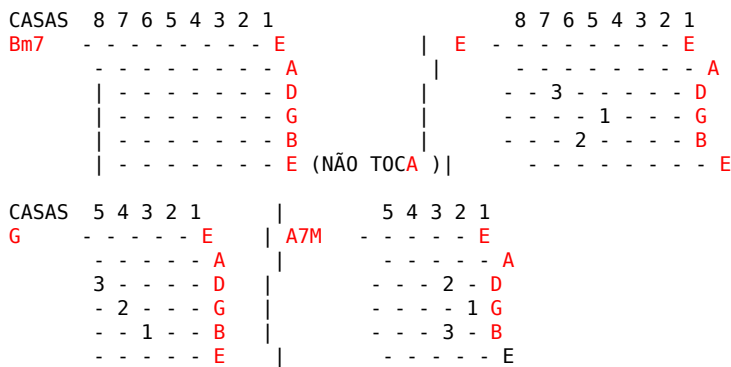 CASAS  8 7 6 5 4 3 2 1                          8 7 6 5 4 3 2 1
Bm7   - - - - - - - - E            |  E  - - - - - - - - E
       - - - - - - - - A            |      - - - - - - - - A
       | - - - - - - - D           |      - - 3 - - - - - D
       | - - - - - - - G           |      - - - - 1 - - - G
       | - - - - - - - B           |      - - - 2 - - - - B
       | - - - - - - - E (NÃO TOCA )|      - - - - - - - - E
CASAS  5 4 3 2 1      |        5 4 3 2 1
G     - - - - - E    | A7M   - - - - - E
       - - - - - A    |        - - - - - A
       3 - - - - D   |        - - - 2 - D
       - 2 - - - G   |       - - - - 1 G
       - - 1 - - B   |       - - - 3 - B
       - - - - - E    |        - - - - - E